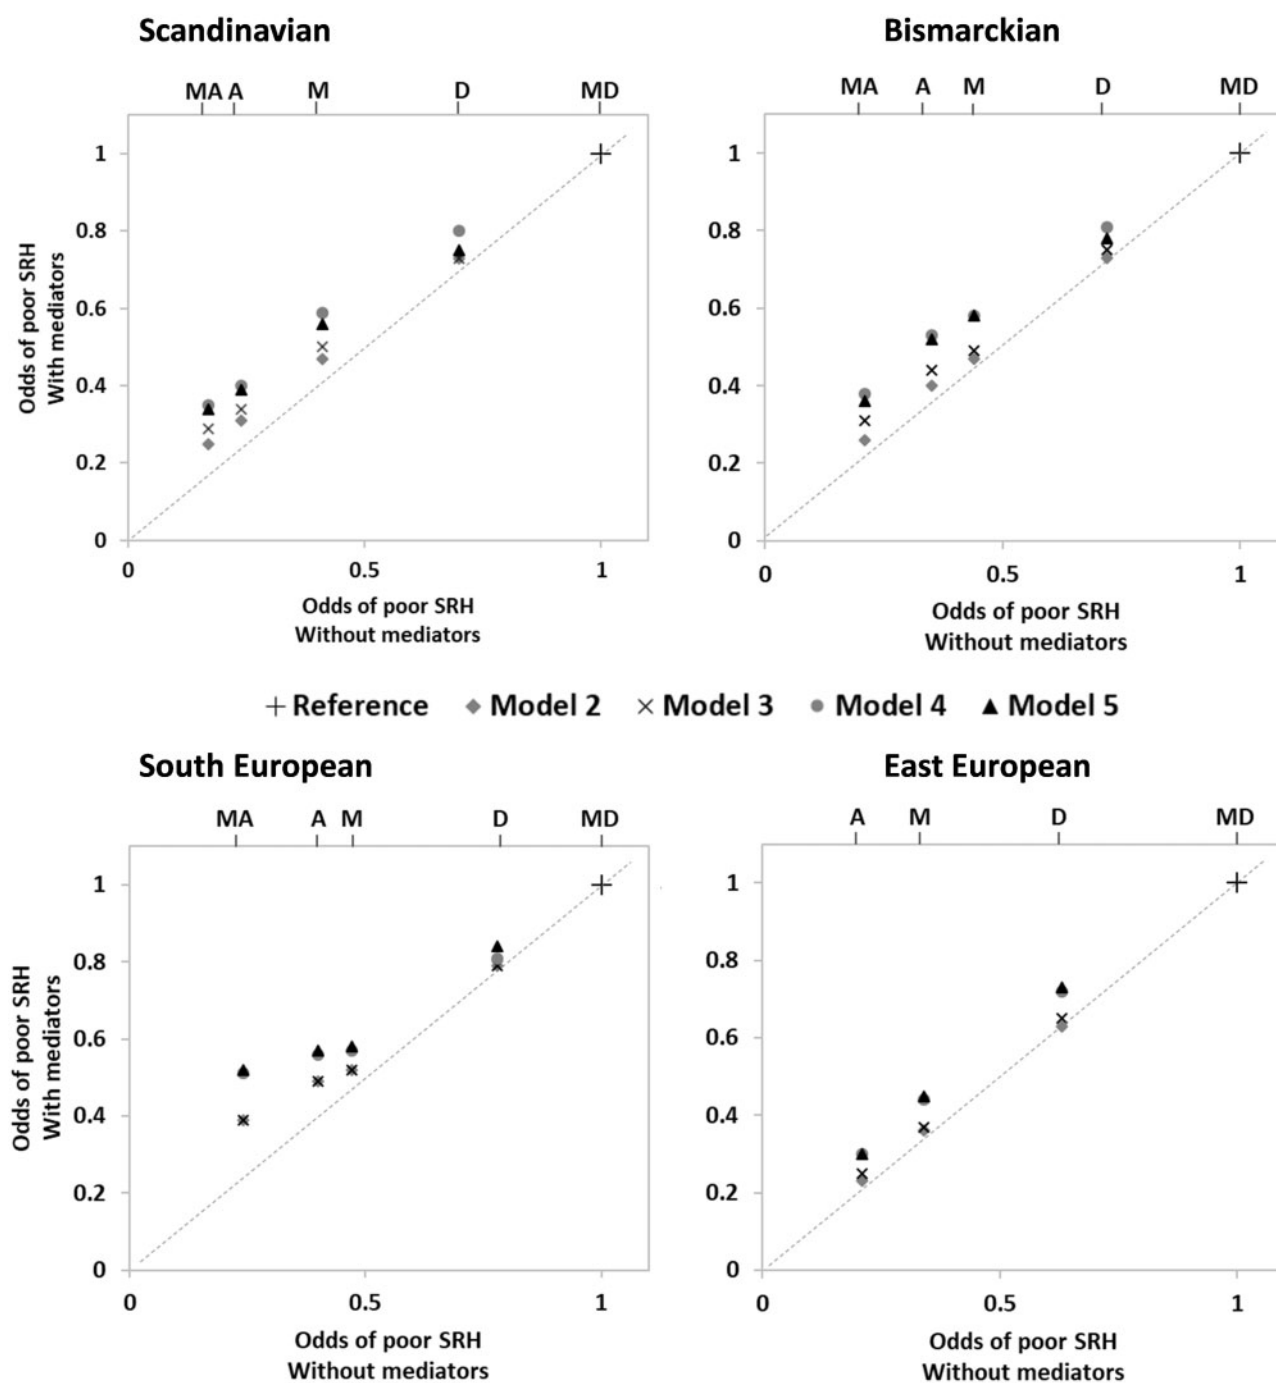 Scandinavian
MA A M D MD
1
0.8
0.6
0.4
0.2
0
0 0.5 1
Odds of poor SRH
With mediators
Odds of poor SRH
Without mediators
Bismarckian
MA A M D MD
1
0.8
0.6
0.4
0.2
0
0 0.5 1
Odds of poor SRH
Without mediators
Reference Model 2 Model 3 Model 4 Model 5
South European
MA A M D MD
1
0.8
0.6
0.4
0.2
0
0 0.5 1
Odds of poor SRH
With mediators
Odds of poor SRH
Without mediators
East European
A M D MD
1
0.8
0.6
0.4
0.2
0
0 0.5 1
Odds of poor SRH
Without mediators